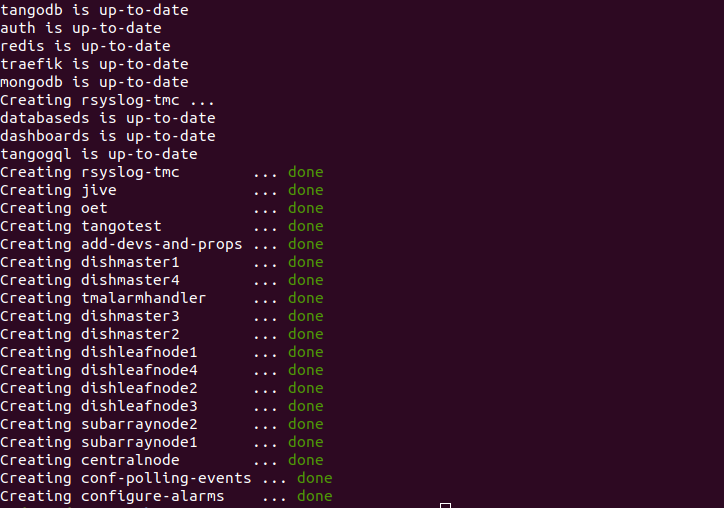 tangodb is up-to-date
auth is up-to-date
redis is up-to-date
traefik is up-to-date
mongodb is up-to-date
Creating rsyslog-tmc ...
databaseds is up-to-date
dashboards is up-to-date
tangogql is up-to-date
Creating rsyslog-tmc        ... done
Creating jive               ... done
Creating oet                ... done
Creating tangotest          ... done
Creating add-devs-and-props ... done
Creating dishmaster1        ... done
Creating dishmaster4        ... done
Creating tmalarmhandler     ... done
Creating dishmaster3        ... done
Creating dishmaster2        ... done
Creating dishleafnode1      ... done
Creating dishleafnode4      ... done
Creating dishleafnode2      ... done
Creating dishleafnode3      ... done
Creating subarraynode2      ... done
Creating subarraynode1      ... done
Creating centralnode        ... done
Creating conf-polling-events ... done
Creating configure-alarms    ... done